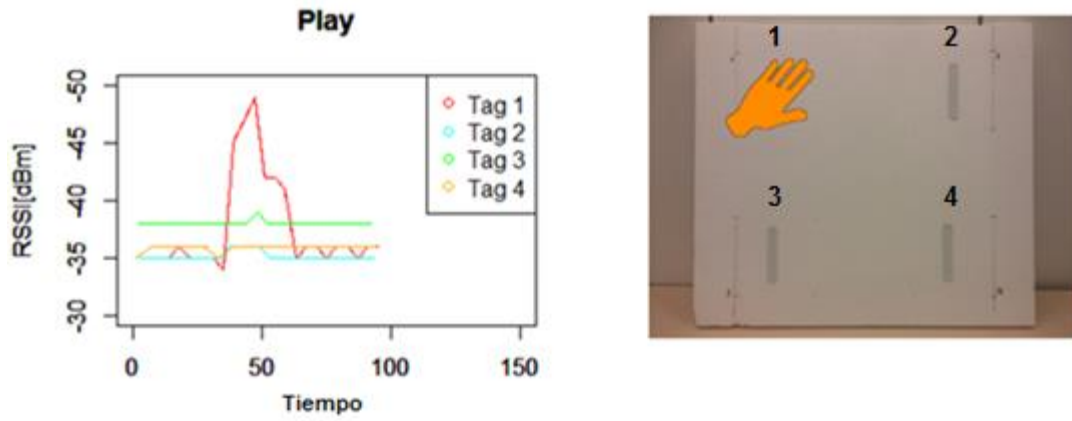 Play
RSSI[dBm]
-50
-45
-40
-35
-30
Tag 1
Tag 2
Tag 3
Tag 4
0 50 100 150
Tiempo
1 2
3 4